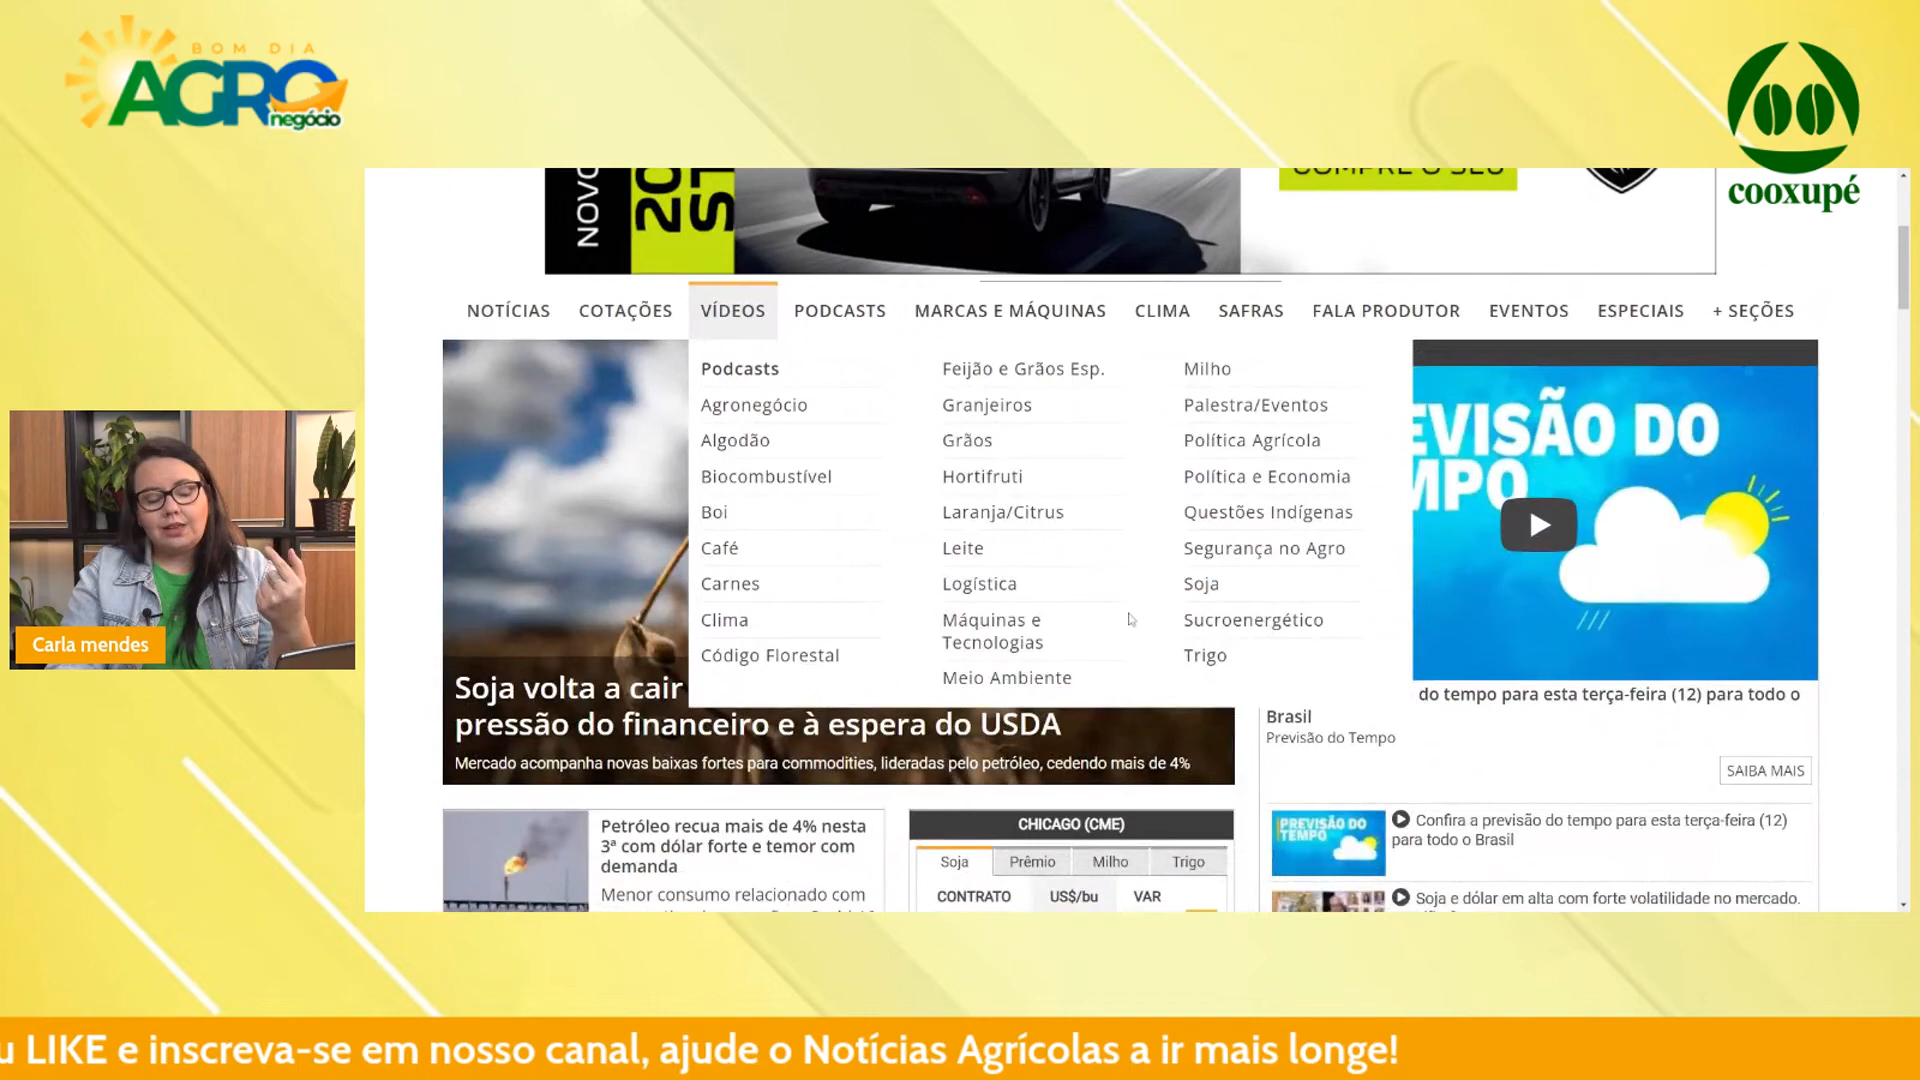 BOM DIA
AGRO
negócio
cooxupé
NOVO
COMPRE O SEU
NOTÍCIAS COTAÇÕES VÍDEOS PODCASTS MARCAS E MÁQUINAS CLIMA SAFRAS FALA PRODUTOR EVENTOS ESPECIAIS + SEÇÕES
Podcasts
Agronegócio
Algodão
Biocombustível
Boi
Café
Carnes
Clima
Código Florestal
Feijão e Grãos Esp.
Granjeiros
Grãos
Hortifruti
Laranja/Citrus
Leite
Logística
Máquinas e
Tecnologias
Meio Ambiente
Milho
Palestra/Eventos
Política Agrícola
Política e Economia
Questões Indígenas
Segurança no Agro
Soja
Sucroenergético
Trigo
Carla mendes
Soja volta a cair
pressão do financeiro e à espera do USDA
Mercado acompanha novas baixas fortes para commodities, lideradas pelo petróleo, cedendo mais de 4%
EVISÃO DO
MPO
do tempo para esta terça-feira (12) para todo o
Brasil
Previsão do Tempo
SAIBA MAIS
Petróleo recua mais de 4% nesta
3ª com dólar forte e temor com
demanda
Menor consumo relacionado com
CHICAGO (CME)
Soja Prêmio Milho Trigo
CONTRATO US$/bu VAR
PREVISÃO DO
TEMPO
Confira a previsão do tempo para esta terça-feira (12)
para todo o Brasil
Soja e dólar em alta com forte volatilidade no mercado.
u LIKE e inscreva-se em nosso canal, ajude o Notícias Agrícolas a ir mais longe!